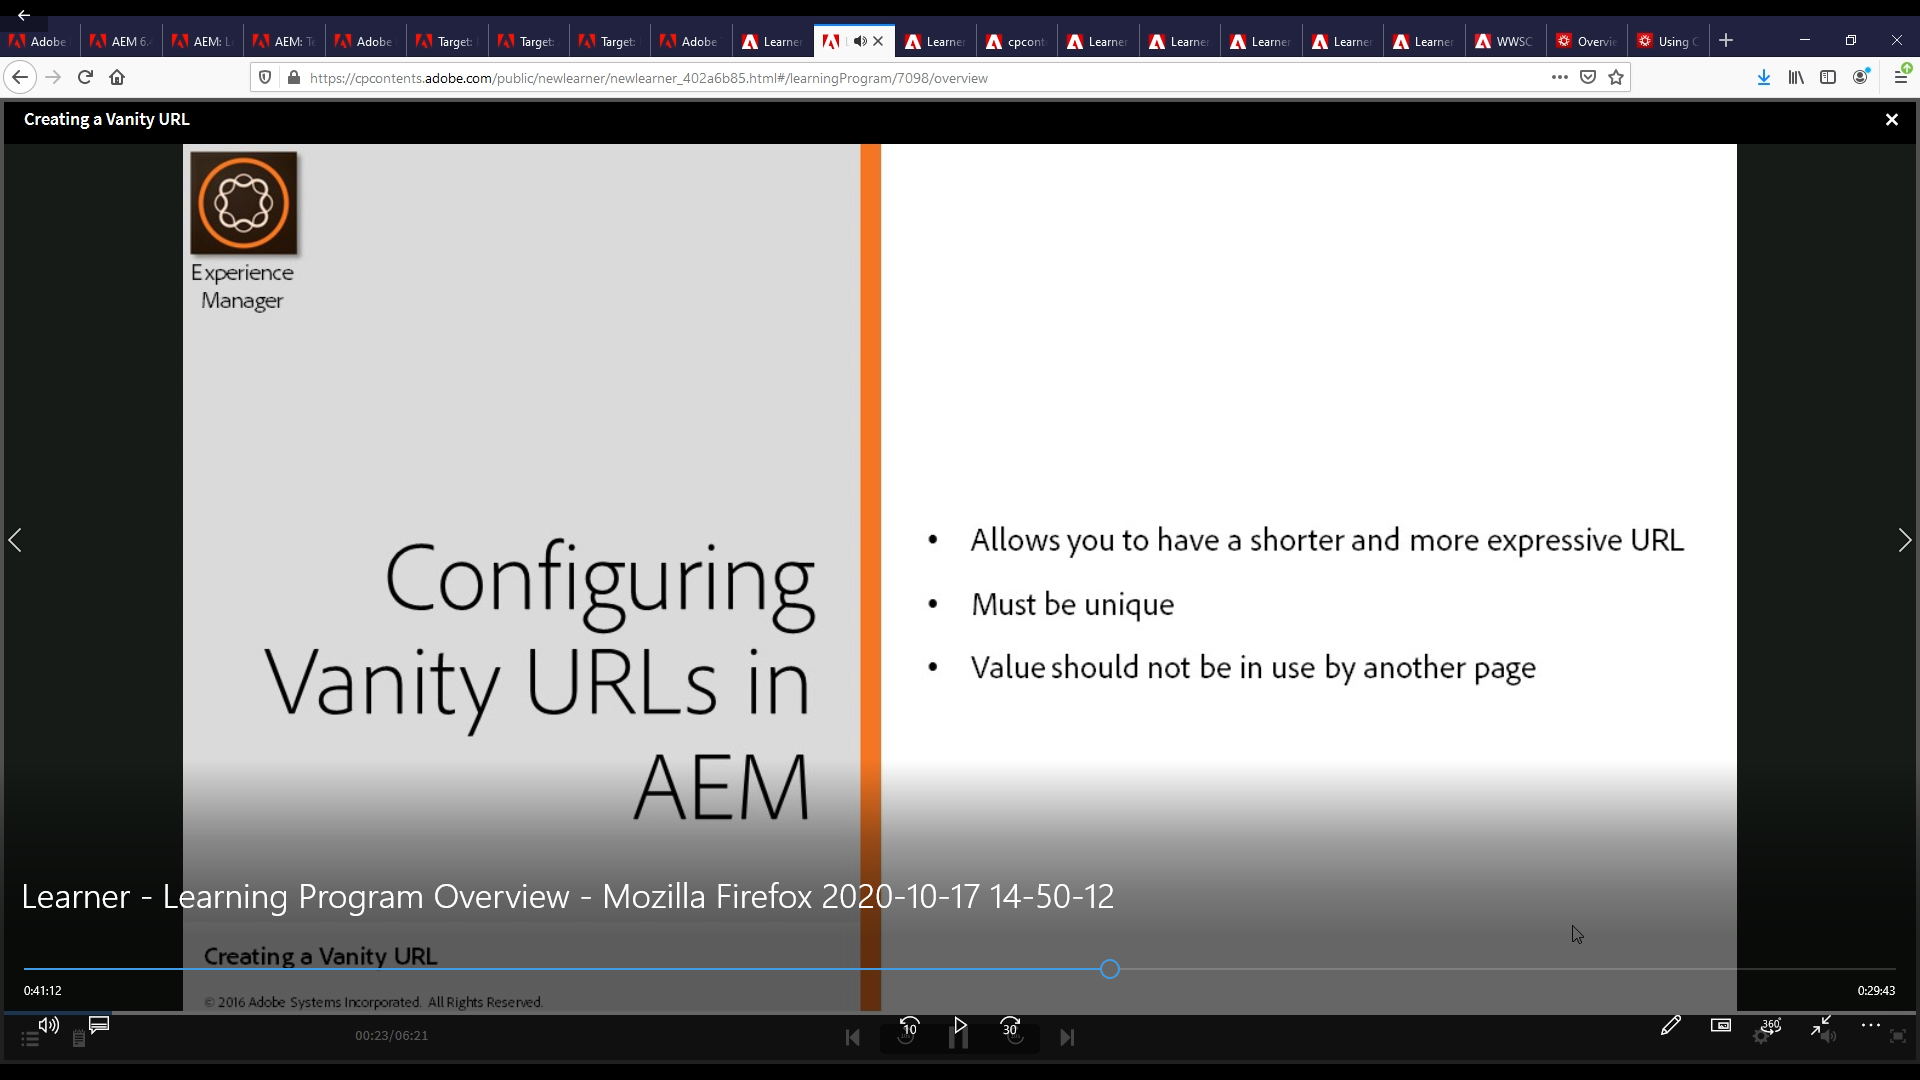 Adobe
AEM 6.
AEM: L
AEM: Te
Adobe
Target:
Target:
Target:
Adobe
Learner
Learner
cpcont
Learner
Learner
Learner
Learner
Learner
WWSC
Overvie
Using C
https://cpcontents.adobe.com/public/newlearner/newlearner_402a6b85.html#/learningProgram/7098/overview
Creating a Vanity URL
Experience
Manager
Configuring
Vanity URLs in
AEM
• Allows you to have a shorter and more expressive URL
• Must be unique
• Value should not be in use by another page
Learner - Learning Program Overview - Mozilla Firefox 2020-10-17 14-50-12
Creating a Vanity URL
0:41:12
0:29:43
© 2016 Adobe Systems Incorporated. All Rights Reserved.
00:23/06:21
10
30
360°